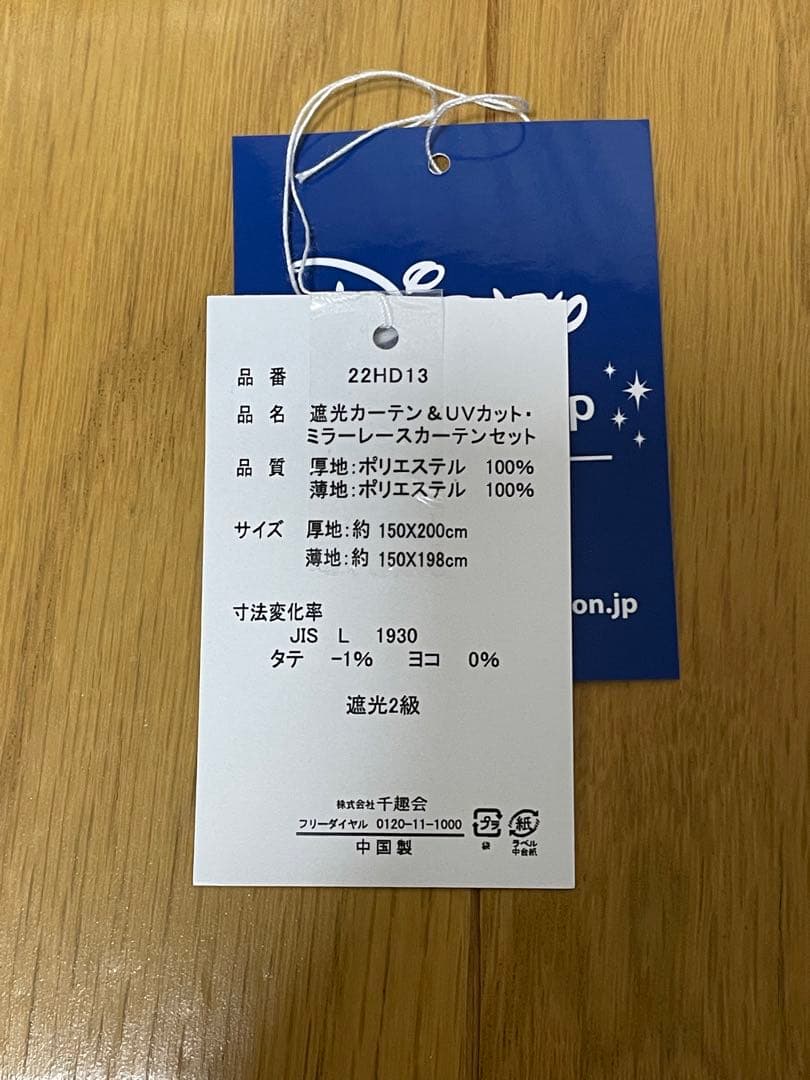 品番 22HD13
品名 遮光カーテン&UVカット・
ミラーレースカーテンセット
品質 厚地:ポリエステル 100%
薄地:ポリエステル 100%
サイズ 厚地:約 150X200cm
薄地:約 150X198cm
寸法変化率
JIS L 1930
タテ -1% ヨコ 0%
遮光2級
株式会社 千趣会
フリーダイヤル 0120-11-1000
中国製
プラ
袋
紙
ラベル
中台紙
on.jp